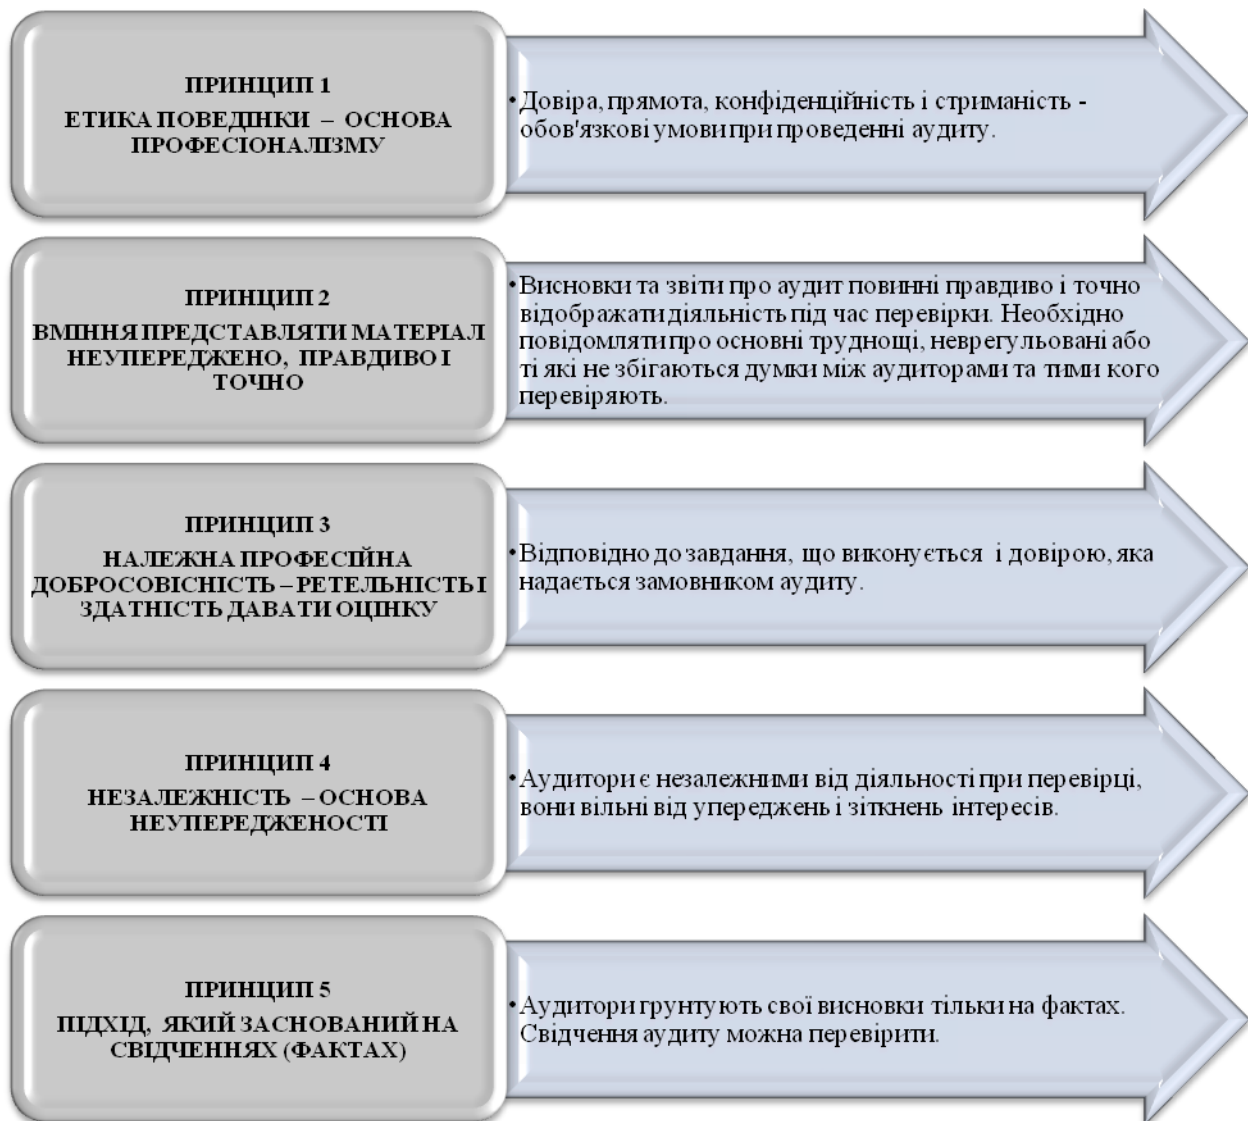 ПРИНЦИП 1
ЕТИКА ПОВЕДІНКИ – ОСНОВА
ПРОФЕСІОНАЛІЗМУ
•Довіра, прямота, конфіденційність і стриманість -
обов'язкові умови при проведенні аудиту.
ПРИНЦИП 2
ВМІННЯ ПРЕДСТАВЛЯТИ МАТЕРІАЛ
НЕУПЕРЕДЖЕНО, ПРАВДИВО І
ТОЧНО
•Висновки та звіти про аудит повинні правдиво і точно
відображати діяльність під час перевірки. Необхідно
повідомляти про основні труднощі, неврегульовані або
ті які не збігаються думки між аудиторами та тими кого
перевіряють.
ПРИНЦИП 3
НАЛЕЖНА ПРОФЕСІЙНА
ДОБРОСОВІСНІСТЬ – РЕТЕЛЬНІСТЬ І
ЗДАТНІСТЬ ДАВАТИ ОЦІНКУ
•Відповідно до завдання, що виконується і довірою, яка
надається замовником аудиту.
ПРИНЦИП 4
НЕЗАЛЕЖНІСТЬ – ОСНОВА
НЕУПЕРЕДЖЕНОСТІ
•Аудитори є незалежними від діяльності при перевірці,
вони вільні від упереджень і зіткнень інтересів.
ПРИНЦИП 5
ПІДХІД, ЯКИЙ ЗАСНОВАНИЙ НА
СВІДЧЕННЯХ (ФАКТАХ)
•Аудитори грунтують свої висновки тільки на фактах.
Свідчення аудиту можна перевірити.